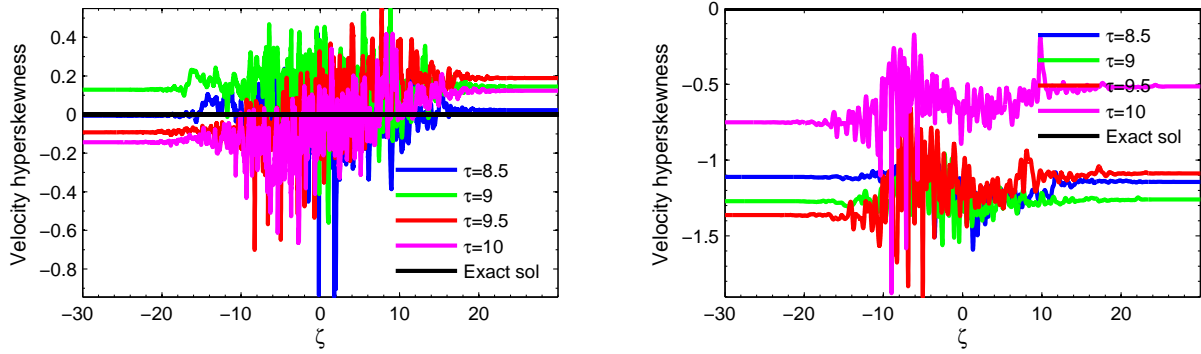 Velocity hyperskewness
0.4
0.2
0
−0.2
−0.4
−0.6
−0.8
−30 −20 −10 0 10 20
ζ
τ=8.5
τ=9
τ=9.5
τ=10
Exact sol
Velocity hyperskewness
0
−0.5
−1
−1.5
−30 −20 −10 0 10 20
ζ
τ=8.5
τ=9
τ=9.5
τ=10
Exact sol